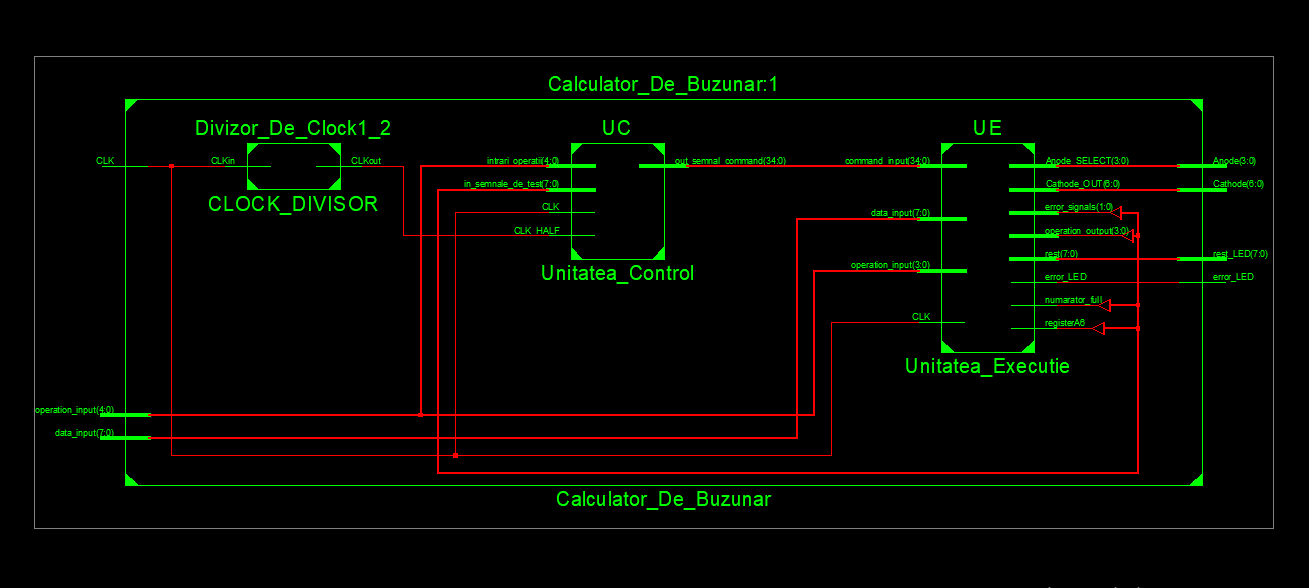 Calculator_De_Buzunar:1
Divizor_De_Clock1_2
UC
UE
CLK
CLKin
CLKout
intrari_operatii(4:0)
out_semnal_command(34:0)
command_input(34:0)
Anode_SELECT(3:0)
Anode(3:0)
in_semnale_de_test(7:0)
Cathode_OUT(6:0)
Cathode(6:0)
CLOCK_DIVISOR
CLK
data_input(7:0)
error_signals(1:0)
CLK_HALF
operation_output(3:0)
rest(7:0)
rest_LED(7:0)
Unitatea_Control
operation_input(3:0)
error_LED
error_LED
numarator_full
CLK
registerA6
Unitatea_Executie
operation_input(4:0)
data_input(7:0)
Calculator_De_Buzunar